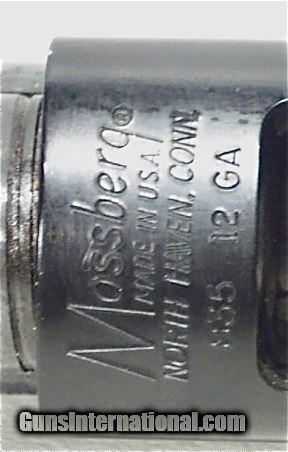 Mossberg®
MADE IN U.S.A.
NORTH HAVEN, CONN.
835 12 GA
GunsInternational.com